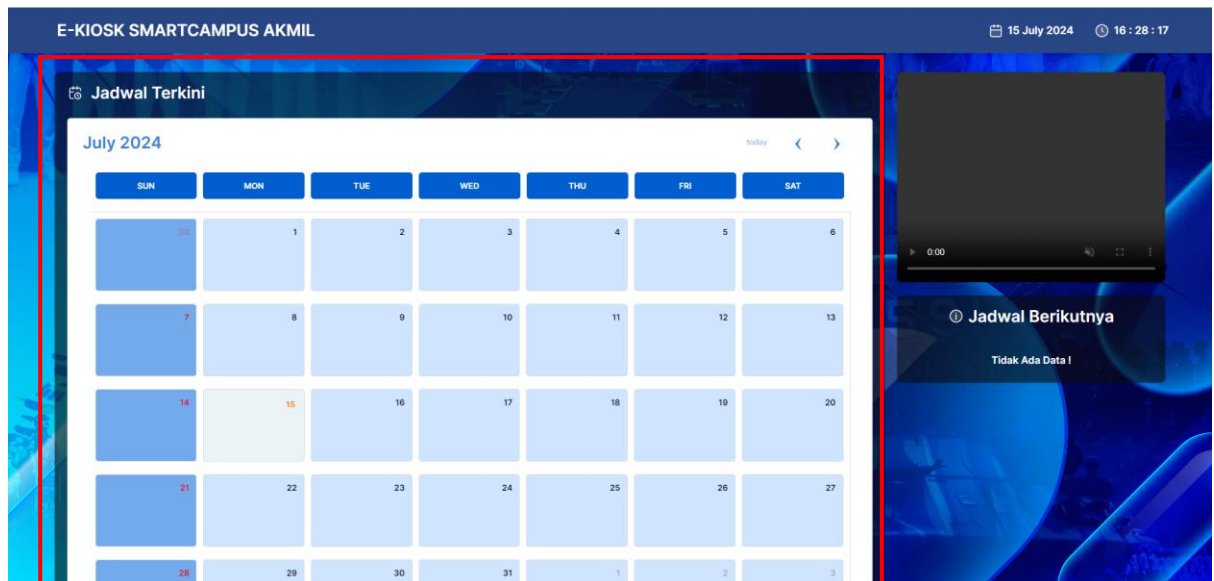 E-KIOSK SMARTCAMPUS AKMIL
15 July 2024 16 : 28 : 17
Jadwal Terkini
July 2024
today
SUN MON TUE WED THU FRI SAT
30 1 2 3 4 5 6
7 8 9 10 11 12 13
14 15 16 17 18 19 20
21 22 23 24 25 26 27
28 29 30 31 1 2 3
0:00
Jadwal Berikutnya
Tidak Ada Data !